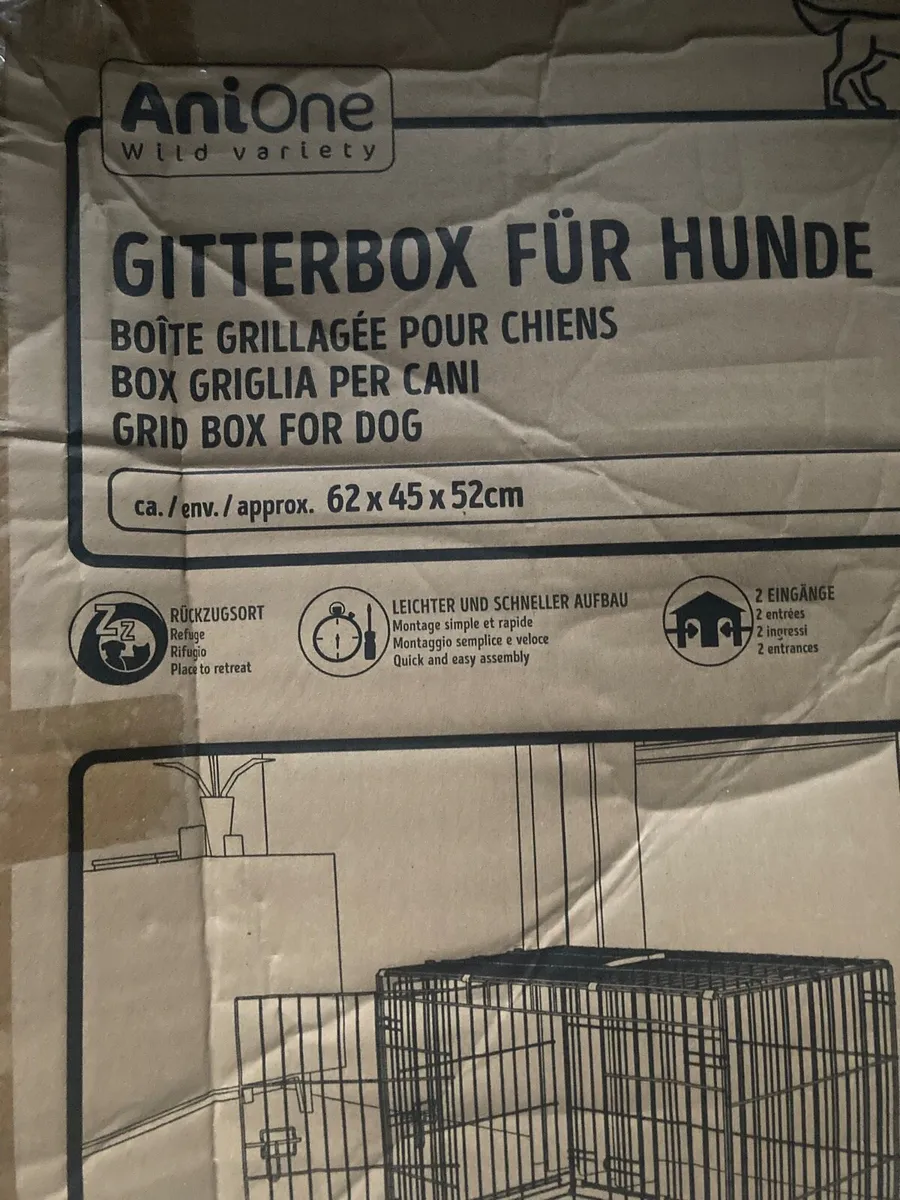 AniOne
Wild variety
GITTERBOX FÜR HUNDE
BOÎTE GRILLAGÉE POUR CHIENS
BOX GRIGLIA PER CANI
GRID BOX FOR DOG
ca./env./approx. 62 x 45 x 52cm
ZZ
RÜCKZUGSORT
Refuge
Rifugio
Place to retreat
LEICHTER UND SCHNELLER AUFBAU
Montage simple et rapide
Montaggio semplice e veloce
Quick and easy assembly
2 EINGÄNGE
2 entrées
2 ingressi
2 entrances